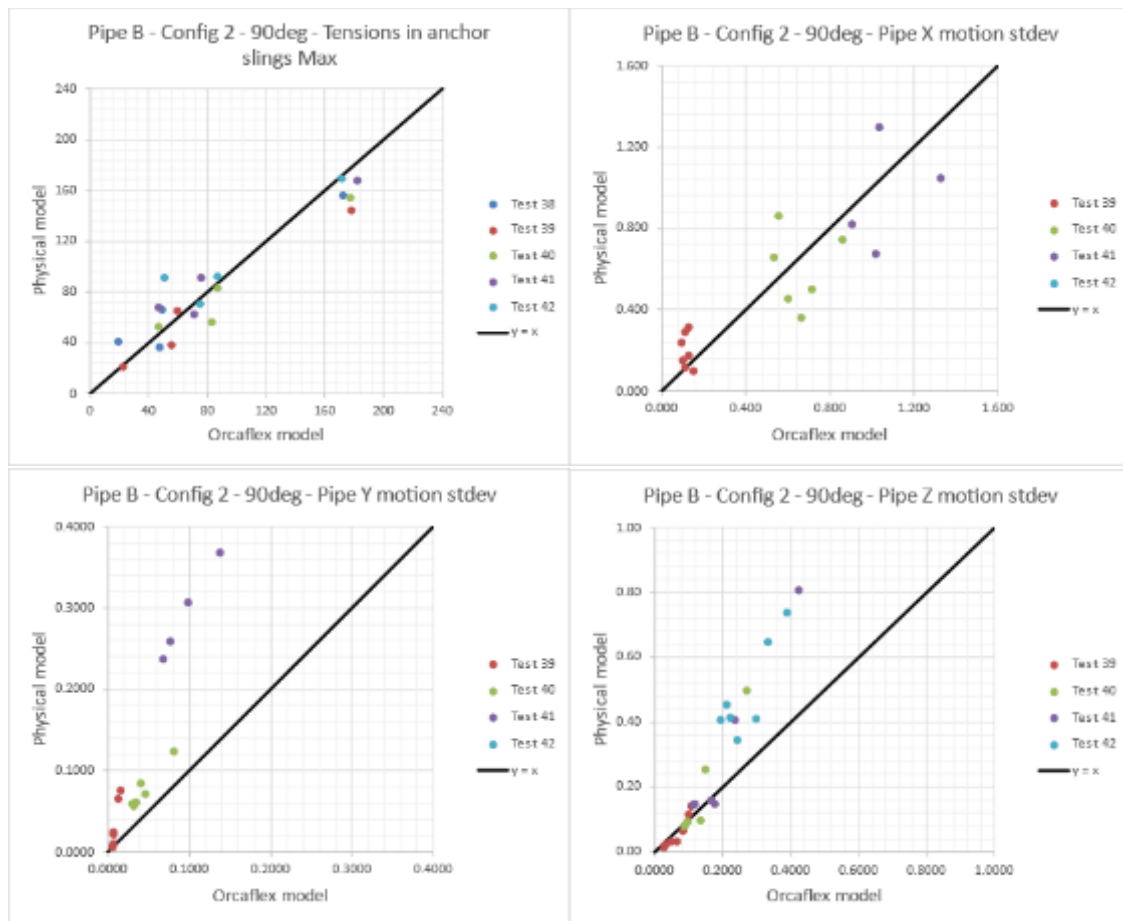 Pipe B - Config 2 - 90deg - Tensions in anchor
slings Max
240
200
160
120
80
40
0
0 40 80 120 160 200 240
Physical model
Orcaflex model
Test 38
Test 39
Test 40
Test 41
Test 42
y = x
Pipe B - Config 2 - 90deg - Pipe X motion stdev
1.600
1.200
0.800
0.400
0.000
0.000 0.400 0.800 1.200 1.600
Physical model
Orcaflex model
Test 39
Test 40
Test 41
Test 42
y = x
Pipe B - Config 2 - 90deg - Pipe Y motion stdev
0.4000
0.3000
0.2000
0.1000
0.0000
0.0000 0.1000 0.2000 0.3000 0.4000
Physical model
Orcaflex model
Test 39
Test 40
Test 41
Test 42
y = x
Pipe B - Config 2 - 90deg - Pipe Z motion stdev
1.00
0.80
0.60
0.40
0.20
0.00
0.0000 0.2000 0.4000 0.6000 0.8000 1.0000
Physical model
Orcaflex model
Test 39
Test 40
Test 41
Test 42
y = x